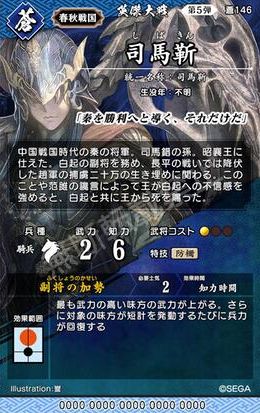 蒼
春秋戦国
英傑大戦
第5弾
蒼146
しばきん
司馬靳
統一名称：司馬靳
生没年：不明
「秦を勝利へと導く、それだけだ」
中国戦国時代の秦の将軍。司馬錯の孫。昭襄王に
仕えた。白起の副将を務め、長平の戦いでは降伏
した趙軍の捕虜二十万の生き埋めに関わる。この
ことや范雎の讒言によって王が白起への不信感を
強めると、白起と共に王から死を賜った。
兵種
武力
知力
武将コスト
騎兵
2
6
特技
防柵
ふくしょうのかせい
副将の加勢
必要士気
2
効果時間
知力時間
効果範囲
最も武力の高い味方の武力が上がる。さら
に対象の味方が短計を発動するたびに兵力
が回復する
Illustration:
©SEGA
0000-0000-0000-0000-0000